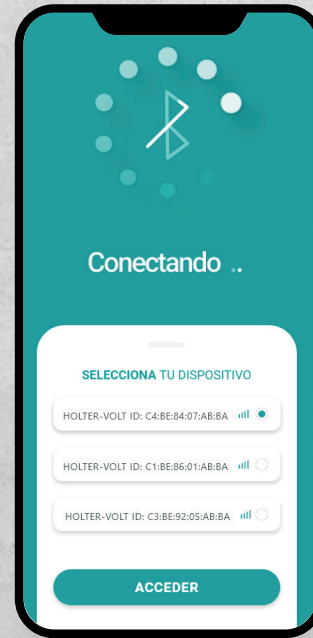 Conectando ..
SELECCIONA TU DISPOSITIVO
HOLTER-VOLT ID: C4:BE:84:07:AB:BA
HOLTER-VOLT ID: C1:BE:86:01:AB:BA
HOLTER-VOLT ID: C3:BE:92:05:AB:BA
ACCEDER